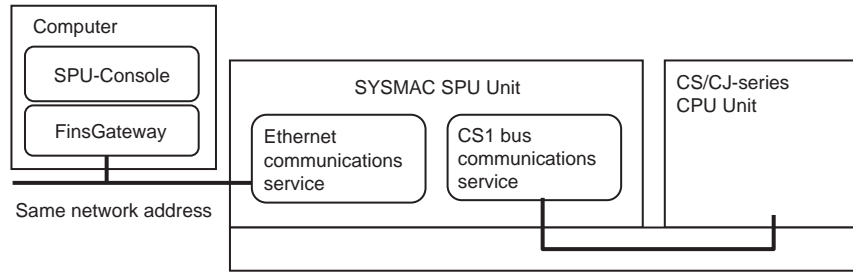 Computer
SPU-Console
FinsGateway
Same network address
SYSMAC SPU Unit
Ethernet
communications
service
CS1 bus
communications
service
CS/CJ-series
CPU Unit